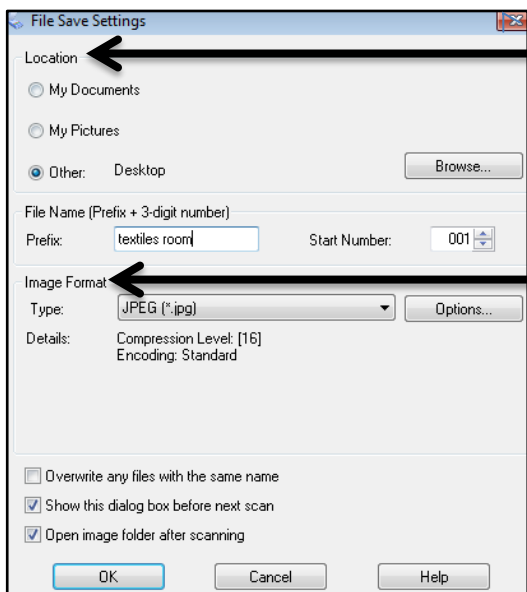 File Save Settings
Location
My Documents
My Pictures
Other: Desktop Browse...
File Name (Prefix + 3-digit number)
Prefix: textiles room Start Number: 001
Image Format
Type: JPEG (*.jpg) Options...
Details: Compression Level: [16]
Encoding: Standard
Overwrite any files with the same name
Show this dialog box before next scan
Open image folder after scanning
OK Cancel Help